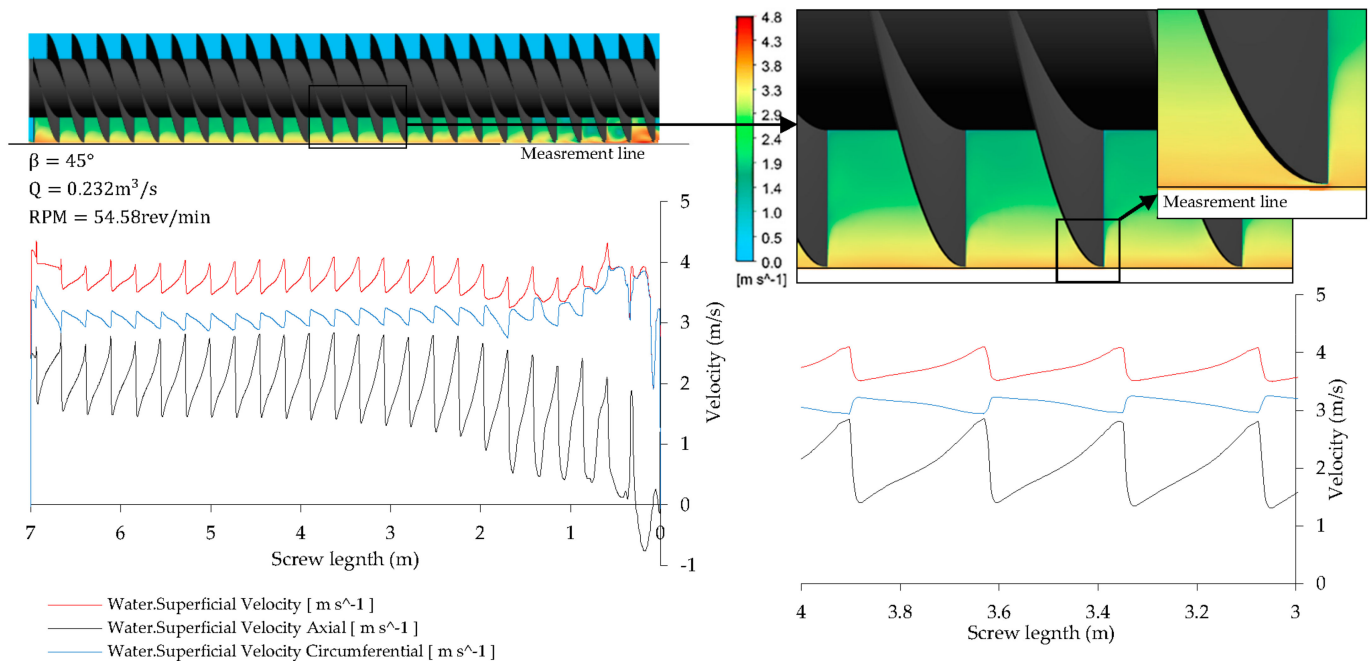 4.8
4.3
3.8
3.4
2.9
2.4
1.9
1.4
1.0
0.5
0.0
[m s^-1]
Measrement line
Measrement line
β = 45°
Q = 0.232m³/s
RPM = 54.58rev/min
5
4
3
2
1
0
-1
Velocity (m/s)
7 6 5 4 3 2 1 0
Screw legnth (m)
5
4
3
2
1
0
Velocity (m/s)
4 3.8 3.6 3.4 3.2 3
Screw legnth (m)
Water.Superficial Velocity [ m s^-1 ]
Water.Superficial Velocity Axial [ m s^-1 ]
Water.Superficial Velocity Circumferential [ m s^-1 ]